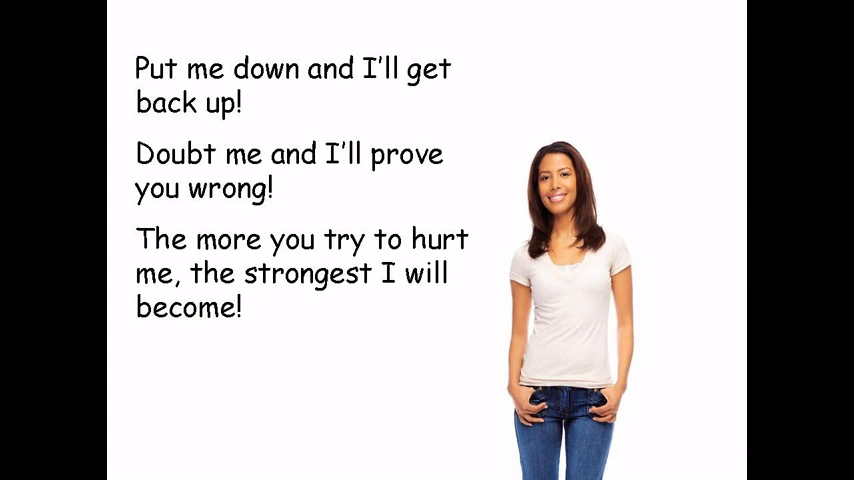 Put me down and I'll get
back up!
Doubt me and I'll prove
you wrong!
The more you try to hurt
me, the strongest I will
become!